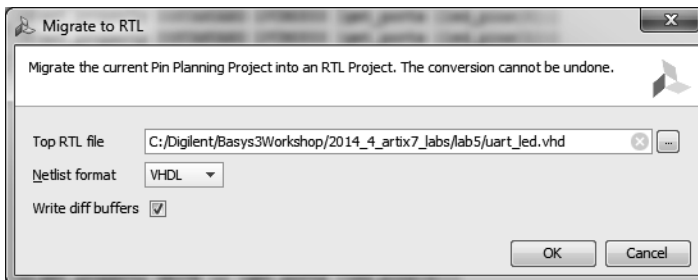 Migrate to RTL
Migrate the current Pin Planning Project into an RTL Project. The conversion cannot be undone.
Top RTL file C:/Digilent/Basys3Workshop/2014_4_artix7_labs/lab5/uart_led.vhd ...
Netlist format VHDL
Write diff buffers
OK Cancel